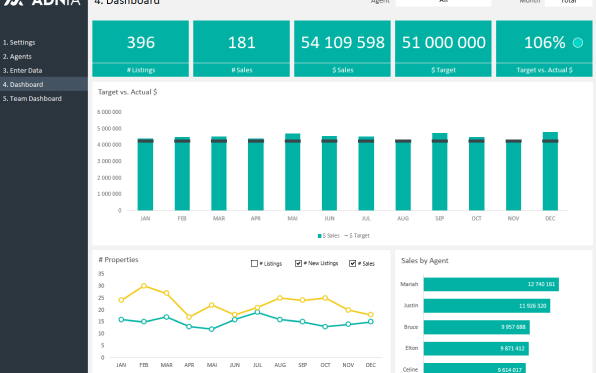 ADNIA
4. Dashboard
Agent
All
Month
Total
1. Settings
2. Agents
3. Enter Data
4. Dashboard
5. Team Dashboard
396
181
54 109 598
51 000 000
106%
# Listings
# Sales
$ Sales
$ Target
Target vs. Actual $
Target vs. Actual $
6 000 000
5 000 000
4 000 000
3 000 000
2 000 000
1 000 000
0
JAN FEB MAR APR MAI JUN JUL AUG SEP OCT NOV DEC
$ Sales $ Target
# Properties
# Listings # New Listings # Sales
35
30
25
20
15
10
5
0
JAN FEB MAR APR MAI JUN JUL AUG SEP OCT NOV DEC
Sales by Agent
Mariah 12 740 161
Justin 11 926 320
Bruce 9 957 688
Elton 9 871 412
Celine 9 614 017